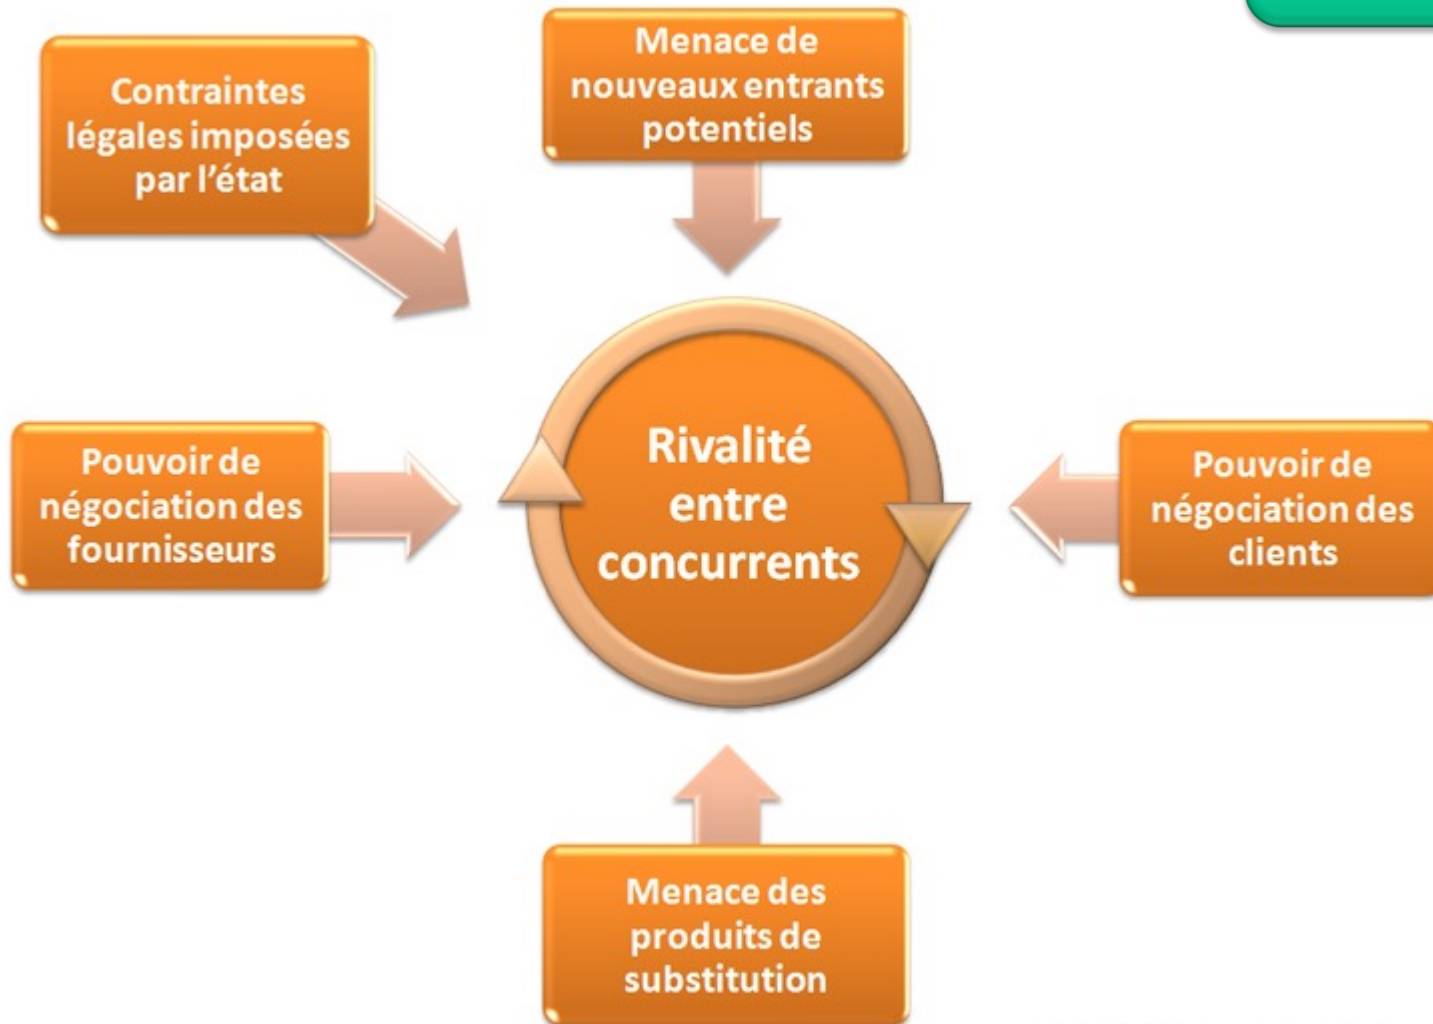 Menace de
nouveaux entrants
potentiels
Contraintes
légales imposées
par l'état
Pouvoir de
négociation des
fournisseurs
Rivalité
entre
concurrents
Pouvoir de
négociation des
clients
Menace des
produits de
substitution